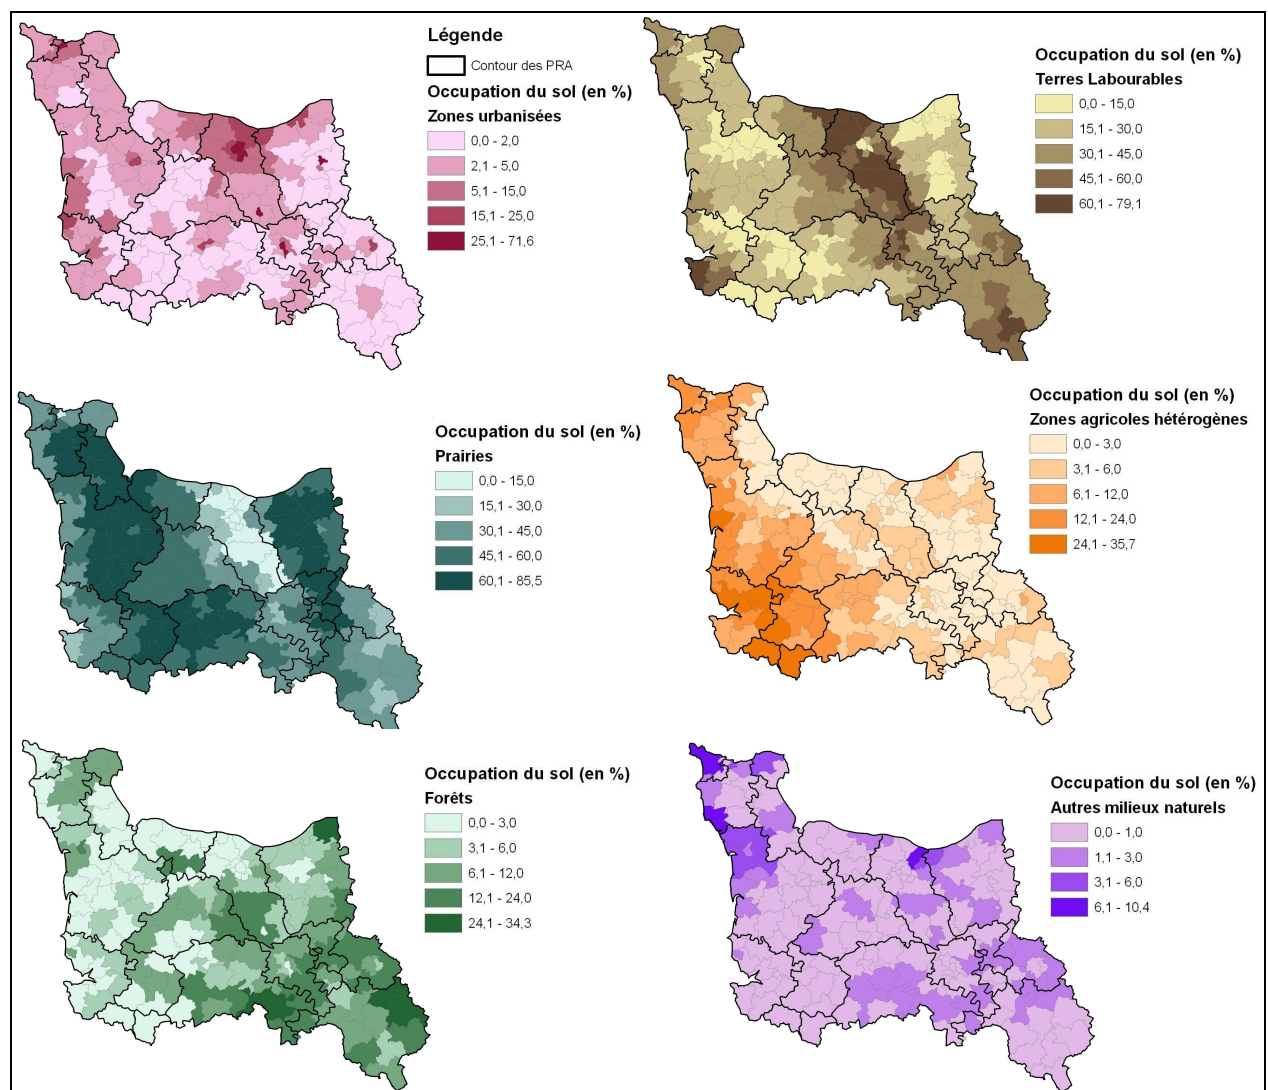 Légende
Contour des PRA
Occupation du sol (en %)
Zones urbanisées
0,0 - 2,0
2,1 - 5,0
5,1 - 15,0
15,1 - 25,0
25,1 - 71,6
Occupation du sol (en %)
Terres Labourables
0,0 - 15,0
15,1 - 30,0
30,1 - 45,0
45,1 - 60,0
60,1 - 79,1
Occupation du sol (en %)
Prairies
0,0 - 15,0
15,1 - 30,0
30,1 - 45,0
45,1 - 60,0
60,1 - 85,5
Occupation du sol (en %)
Zones agricoles hétérogènes
0,0 - 3,0
3,1 - 6,0
6,1 - 12,0
12,1 - 24,0
24,1 - 35,7
Occupation du sol (en %)
Forêts
0,0 - 3,0
3,1 - 6,0
6,1 - 12,0
12,1 - 24,0
24,1 - 34,3
Occupation du sol (en %)
Autres milieux naturels
0,0 - 1,0
1,1 - 3,0
3,1 - 6,0
6,1 - 10,4